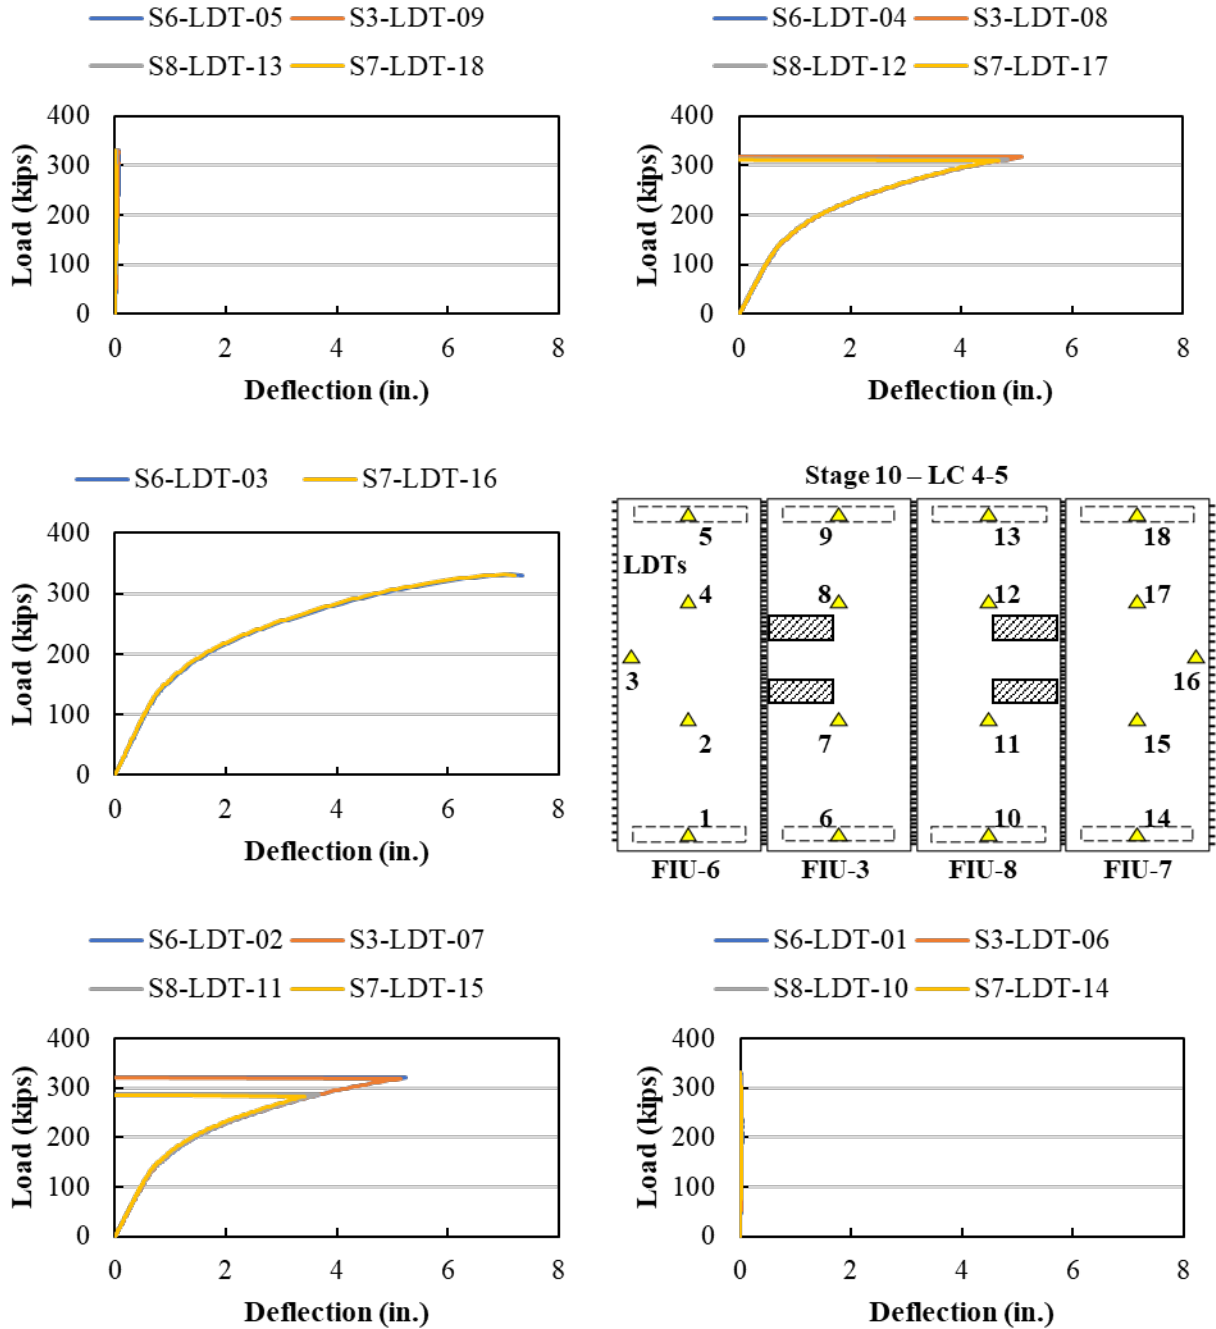 S6-LDT-05 S3-LDT-09
S8-LDT-13 S7-LDT-18
400
300
200
100
0
Load (kips)
0 2 4 6 8
Deflection (in.)
S6-LDT-04 S3-LDT-08
S8-LDT-12 S7-LDT-17
400
300
200
100
0
Load (kips)
0 2 4 6 8
Deflection (in.)
S6-LDT-03 S7-LDT-16
400
300
200
100
0
Load (kips)
0 2 4 6 8
Deflection (in.)
Stage 10 – LC 4-5
5 9 13 18
LDTs
4 8 12 17
3 16
2 7 11 15
1 6 10 14
FIU-6 FIU-3 FIU-8 FIU-7
S6-LDT-02 S3-LDT-07
S8-LDT-11 S7-LDT-15
400
300
200
100
0
Load (kips)
0 2 4 6 8
Deflection (in.)
S6-LDT-01 S3-LDT-06
S8-LDT-10 S7-LDT-14
400
300
200
100
0
Load (kips)
0 2 4 6 8
Deflection (in.)